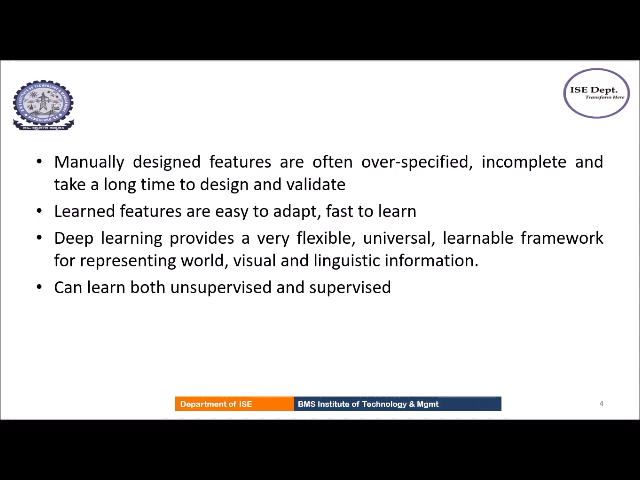 ISE Dept.
Transform Here
• Manually designed features are often over-specified, incomplete and
take a long time to design and validate
• Learned features are easy to adapt, fast to learn
• Deep learning provides a very flexible, universal, learnable framework
for representing world, visual and linguistic information.
• Can learn both unsupervised and supervised
Department of ISE BMS Institute of Technology & Mgmt 4